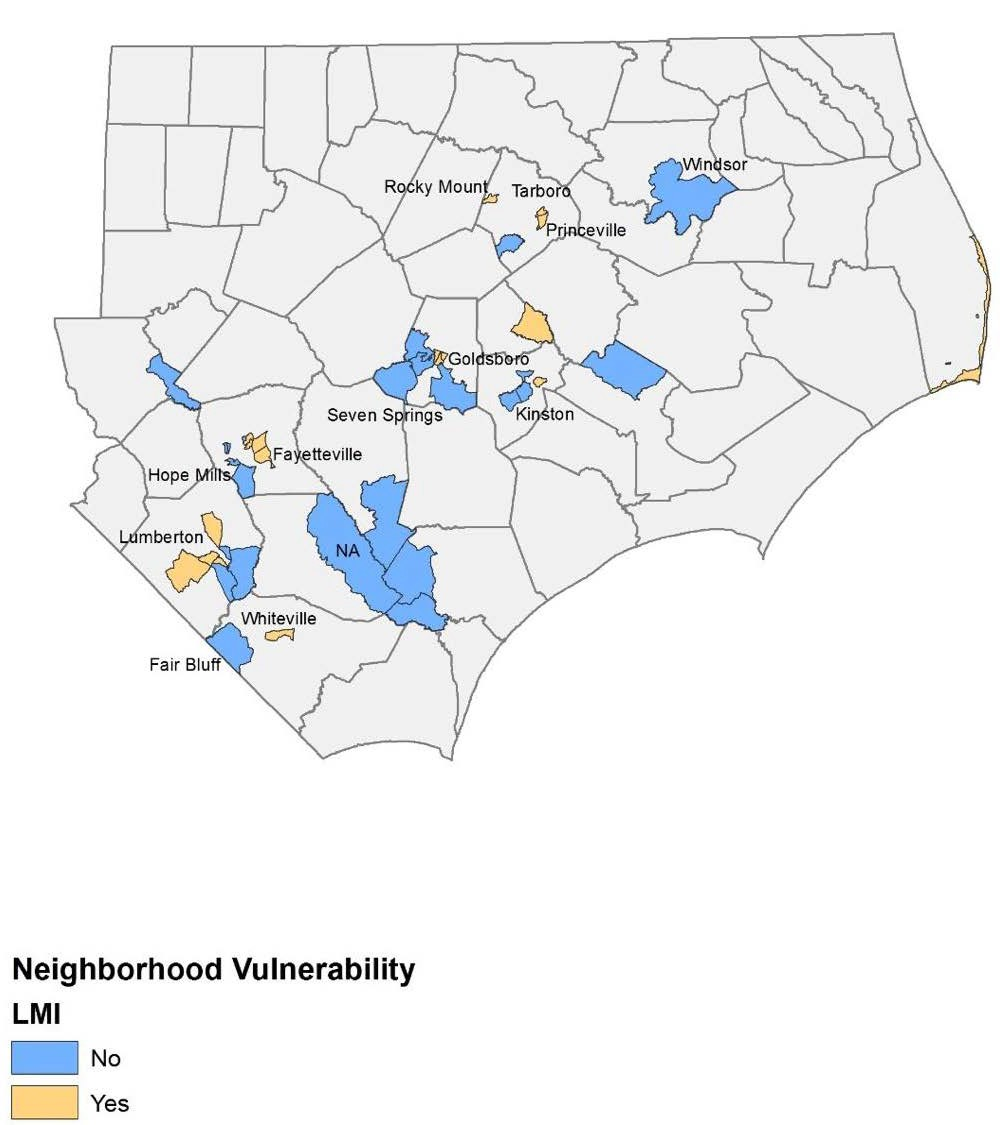 Windsor
Rocky Mount
Tarboro
Princeville
Goldsboro
Seven Springs
Kinston
Fayetteville
Hope Mills
Lumberton
NA
Whiteville
Fair Bluff
Neighborhood Vulnerability
LMI
No
Yes